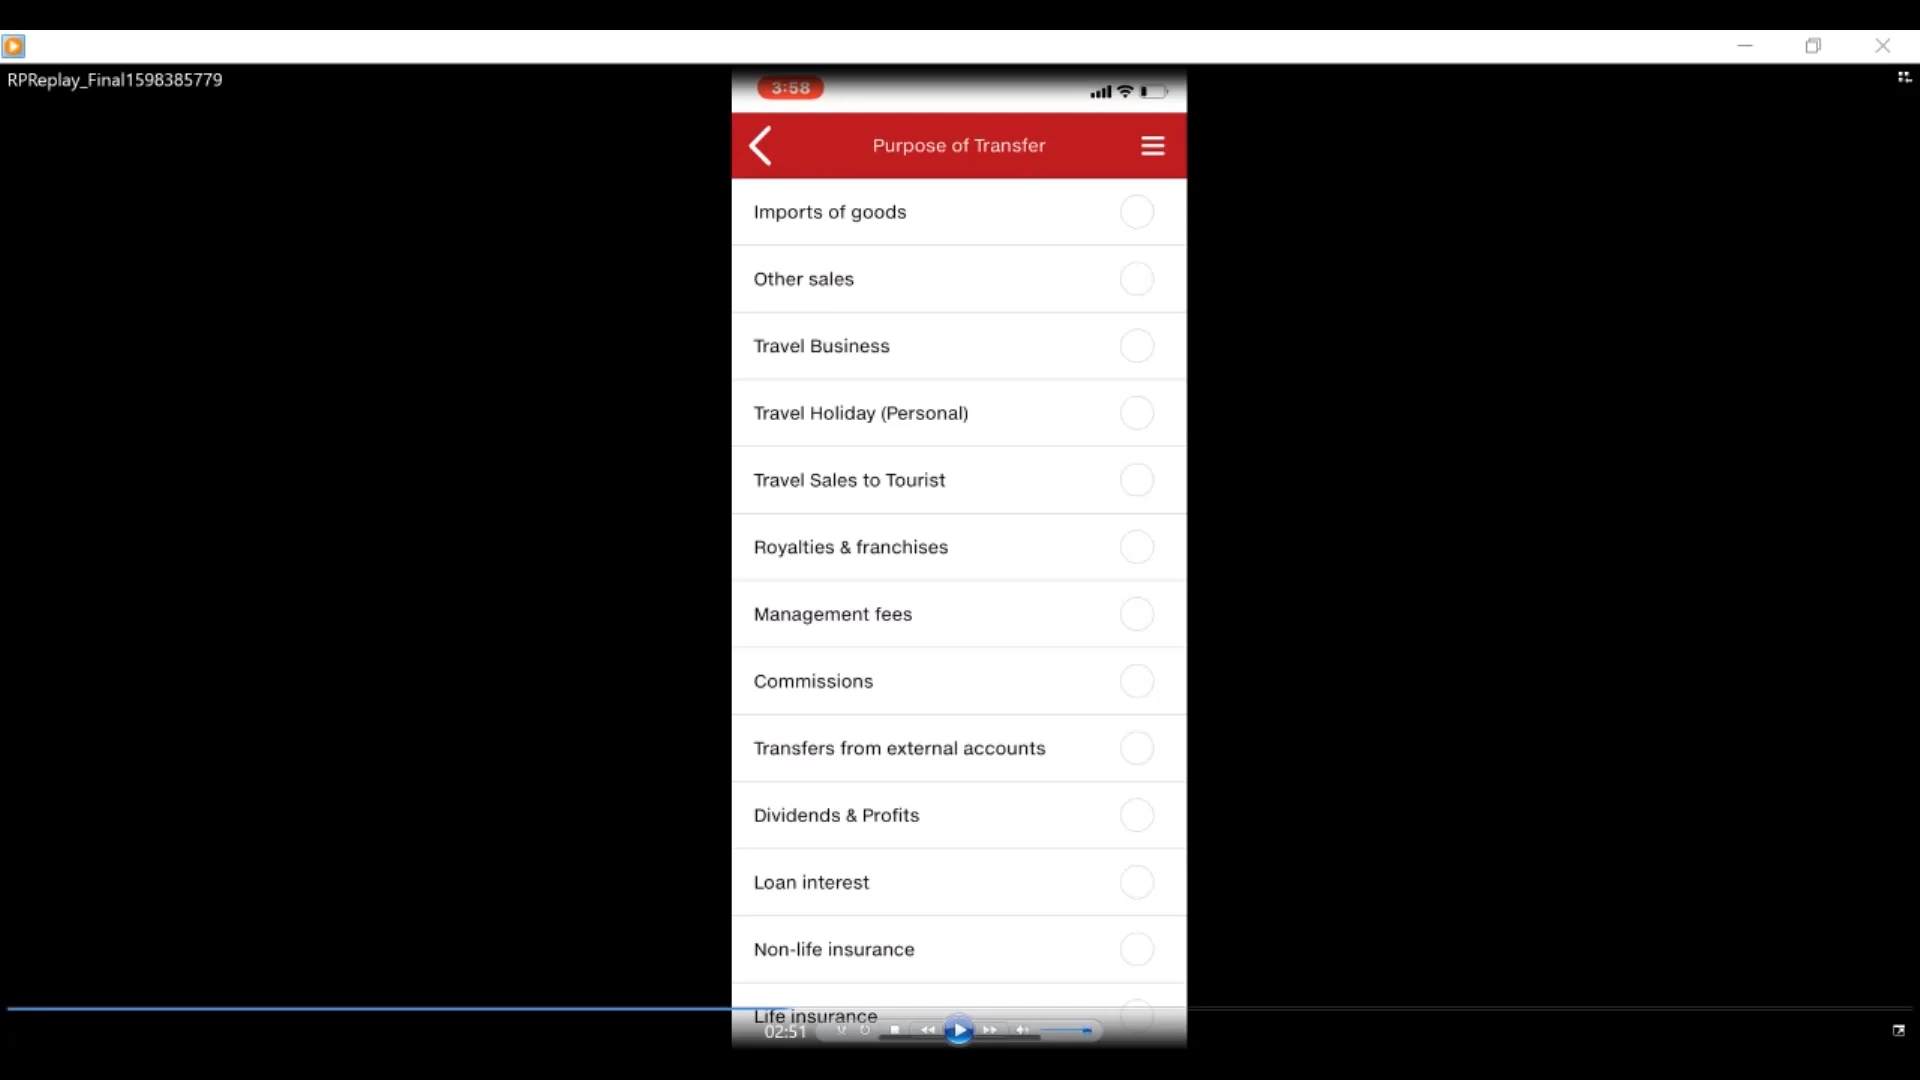 RPReplay_Final1598385779
3:58
Purpose of Transfer
Imports of goods
Other sales
Travel Business
Travel Holiday (Personal)
Travel Sales to Tourist
Royalties & franchises
Management fees
Commissions
Transfers from external accounts
Dividends & Profits
Loan interest
Non-life insurance
Life insurance
02:51